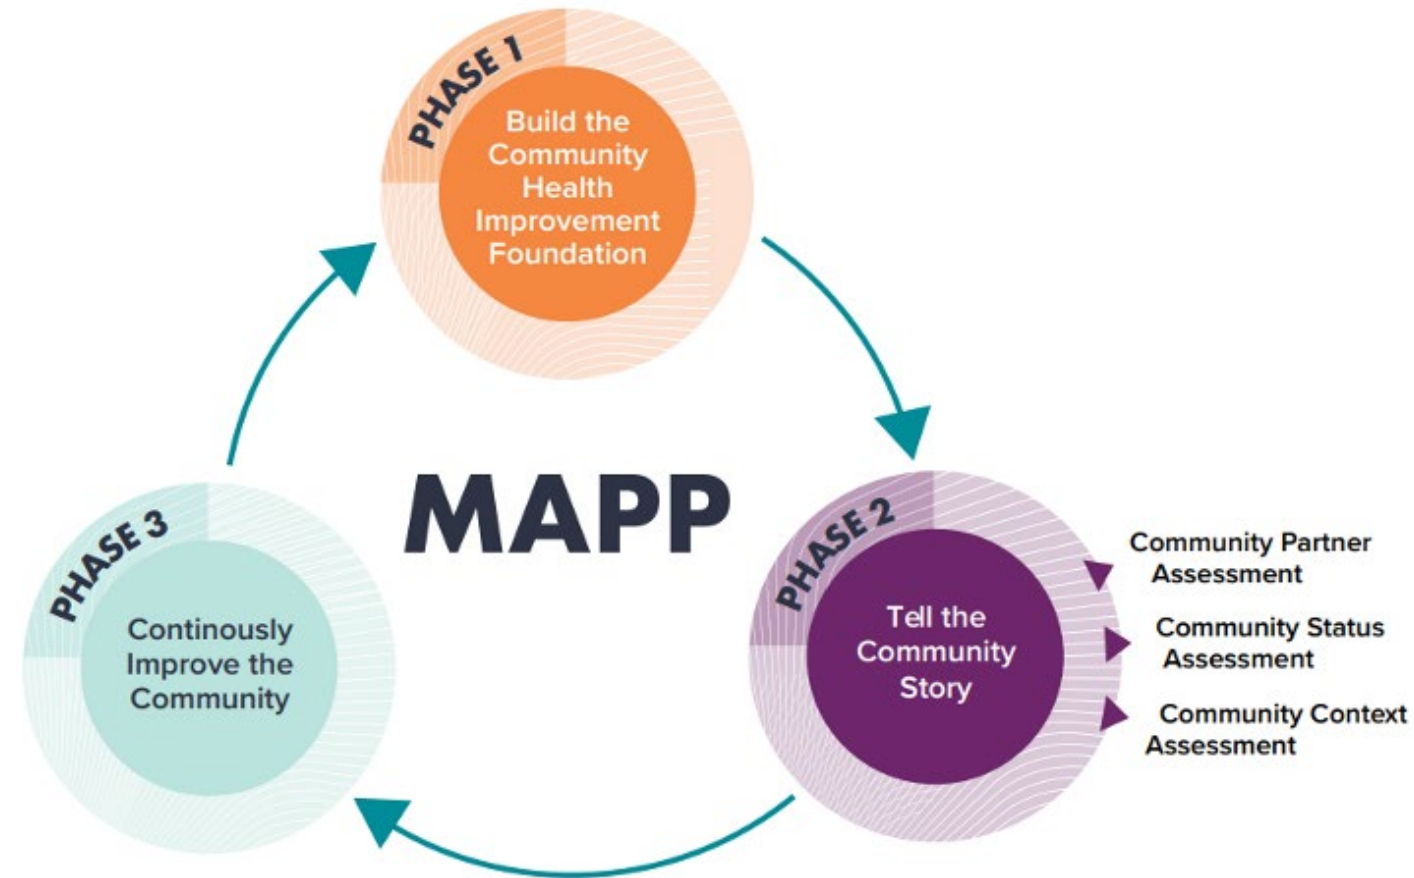 PHASE 1
Build the
Community
Health
Improvement
Foundation
MAPP
PHASE 2
Tell the
Community
Story
Community Partner
Assessment
Community Status
Assessment
Community Context
Assessment
PHASE 3
Continously
Improve the
Community